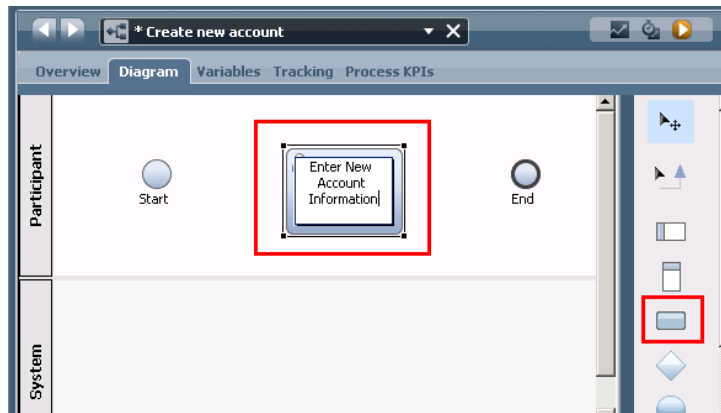 * Create new account
Overview Diagram Variables Tracking Process KPIs
Participant
Start
Enter New
Account
Information
End
System